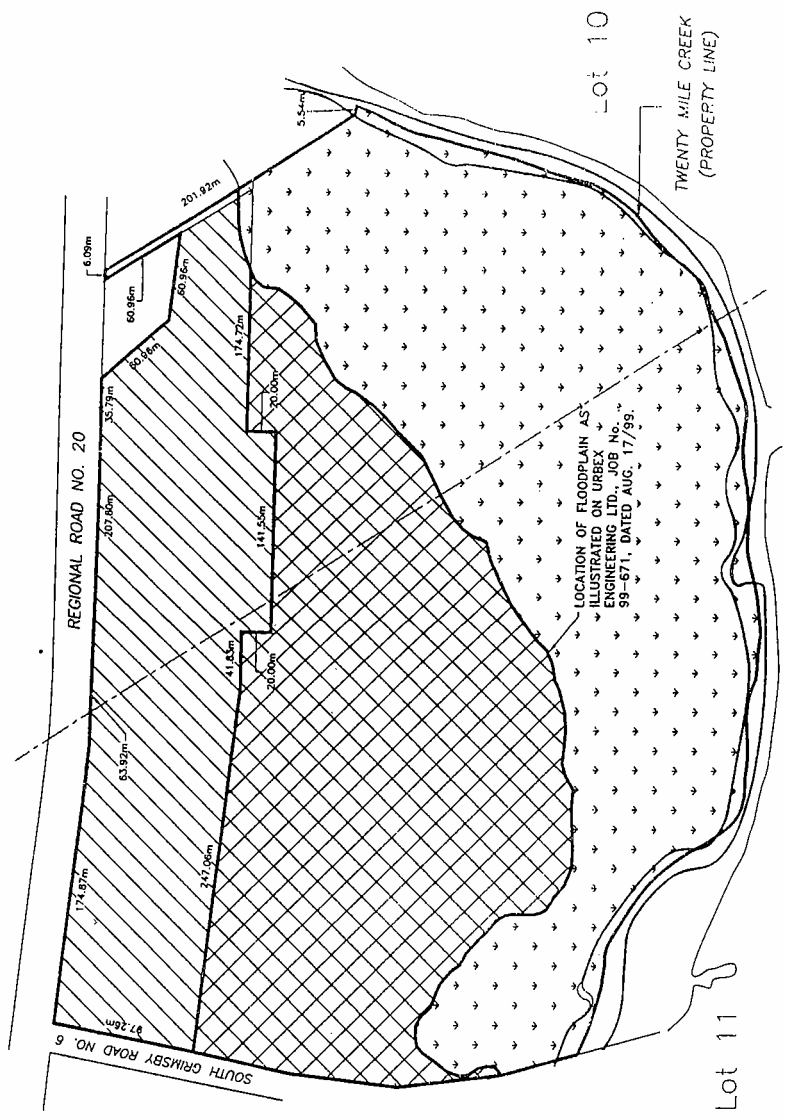 REGIONAL ROAD NO. 20
SOUTH GRIMSBY ROAD NO. 6
6.09m
201.92m
5.54m
60.96m
60.96m
60.96m
35.79m
207.80m
63.92m
174.87m
97.26m
247.06m
41.83m
20.00m
141.55m
20.00m
174.72m
LOCATION OF FLOODPLAIN AS
ILLUSTRATED ON URBEX
ENGINEERING LTD., JOB No.
99-671, DATED AUG. 17/99.
Lot 10
TWENTY MILE CREEK
(PROPERTY LINE)
Lot 11